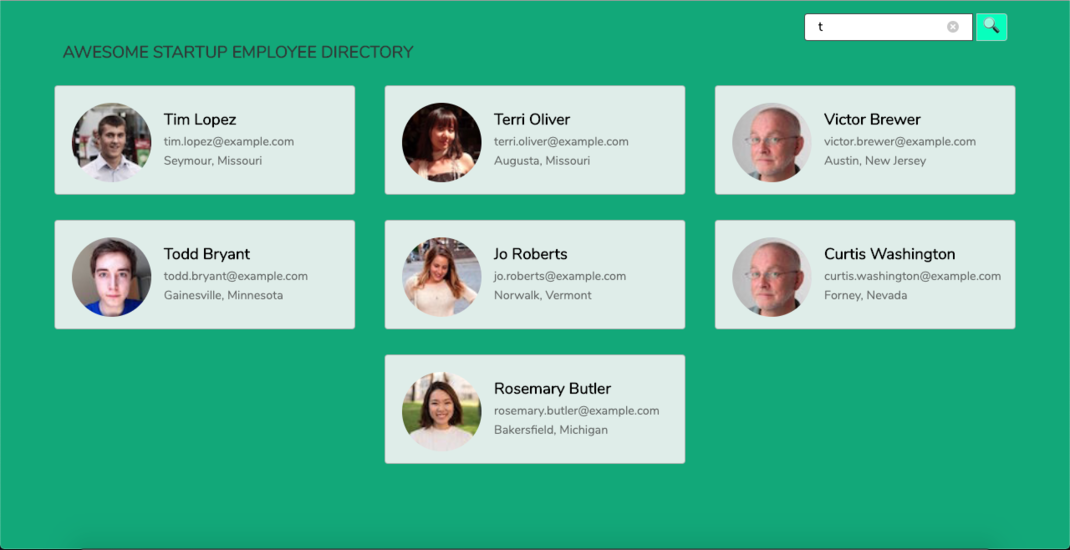 t
AWESOME STARTUP EMPLOYEE DIRECTORY
Tim Lopez
tim.lopez@example.com
Seymour, Missouri
Terri Oliver
terri.oliver@example.com
Augusta, Missouri
Victor Brewer
victor.brewer@example.com
Austin, New Jersey
Todd Bryant
todd.bryant@example.com
Gainesville, Minnesota
Jo Roberts
jo.roberts@example.com
Norwalk, Vermont
Curtis Washington
curtis.washington@example.com
Forney, Nevada
Rosemary Butler
rosemary.butler@example.com
Bakersfield, Michigan